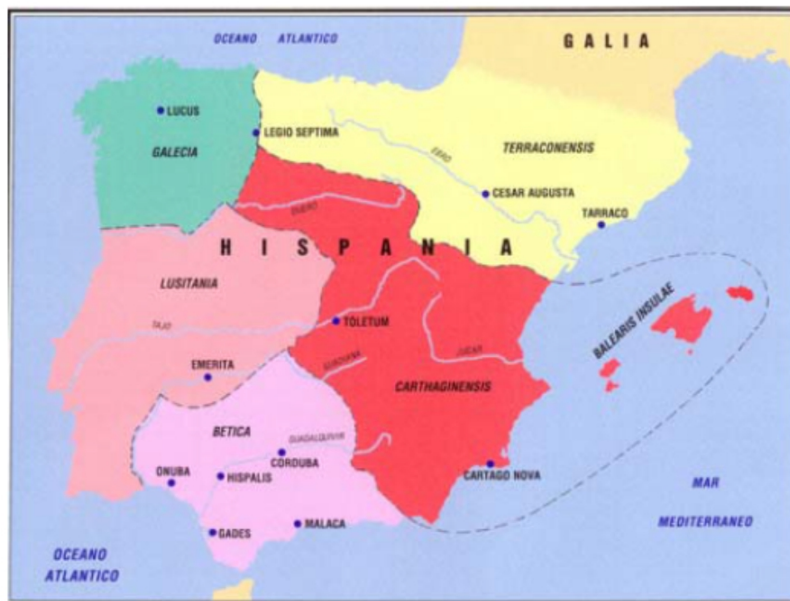 OCEANO ATLANTICO
GALIA
LUCUS
LEGIO SEPTIMA
GALECIA
EBRO
TERRACONENSIS
CESAR AUGUSTA
DUERO
TARRACO
HISPANIA
LUSITANIA
BALEARIS INSULAE
TAJO
TOLETUM
JUCAR
GUADIANA
EMERITA
CARTHAGINENSIS
BETICA
GUADALQUIVIR
CORDUBA
ONUBA
HISPALIS
CARTAGO NOVA
MAR
MEDITERRANEO
MALACA
GADES
OCEANO
ATLANTICO